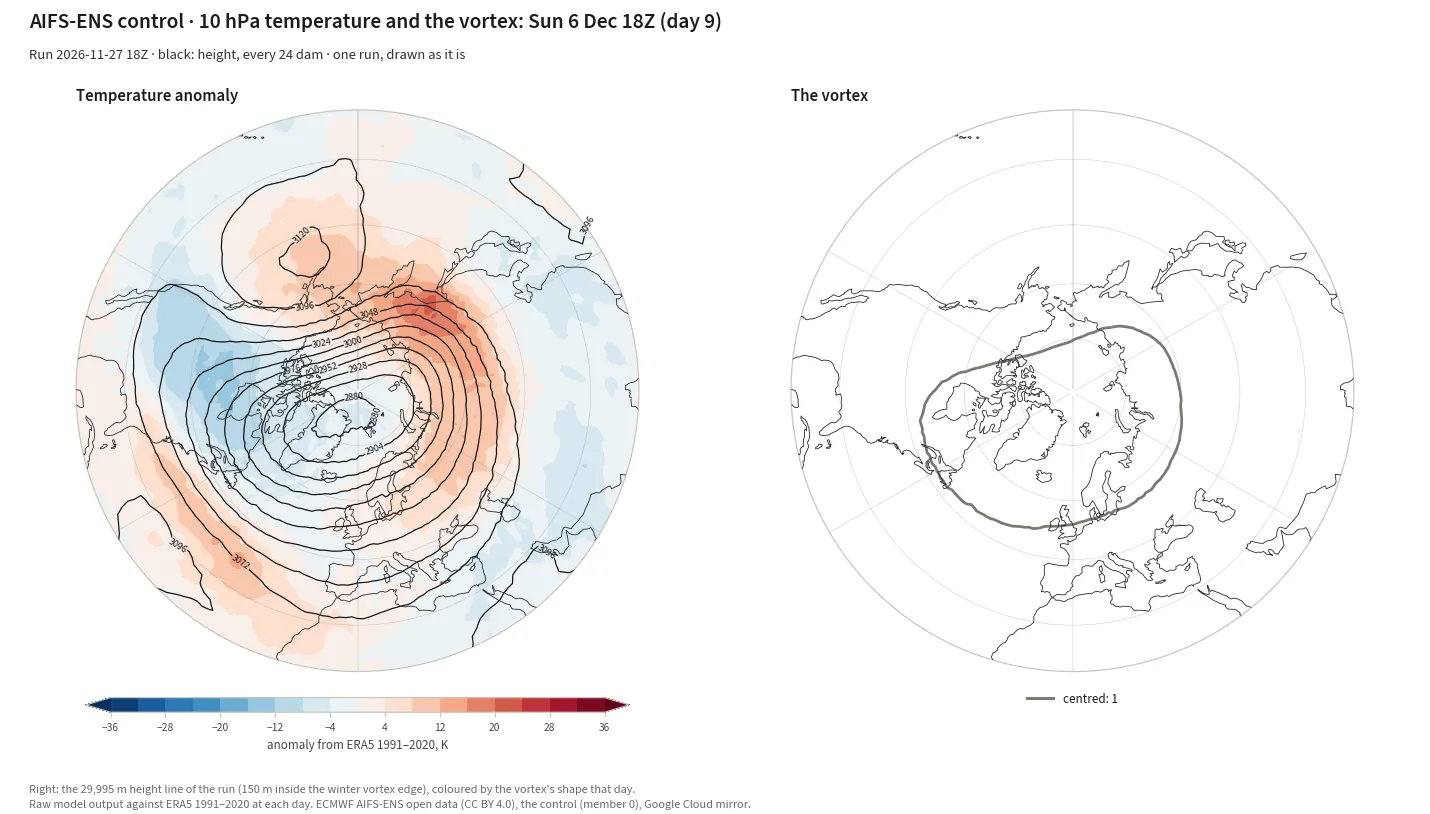 AIFS-ENS control · 10 hPa temperature and the vortex: Sun 6 Dec 18Z (day 9)
Run 2026-11-27 18Z · black: height, every 24 dam · one run, drawn as it is
Temperature anomaly
The vortex
3096
3120
3096
3048
3024
3000
2952
2928
2880
2880
2904
3096
3072
centred: 1
−36
−28
−20
−12
−4
4
12
20
28
36
anomaly from ERA5 1991–2020, K
Right: the 29,995 m height line of the run (150 m inside the winter vortex edge), coloured by the vortex's shape that day.
Raw model output against ERA5 1991–2020 at each day. ECMWF AIFS-ENS open data (CC BY 4.0), the control (member 0), Google Cloud mirror.